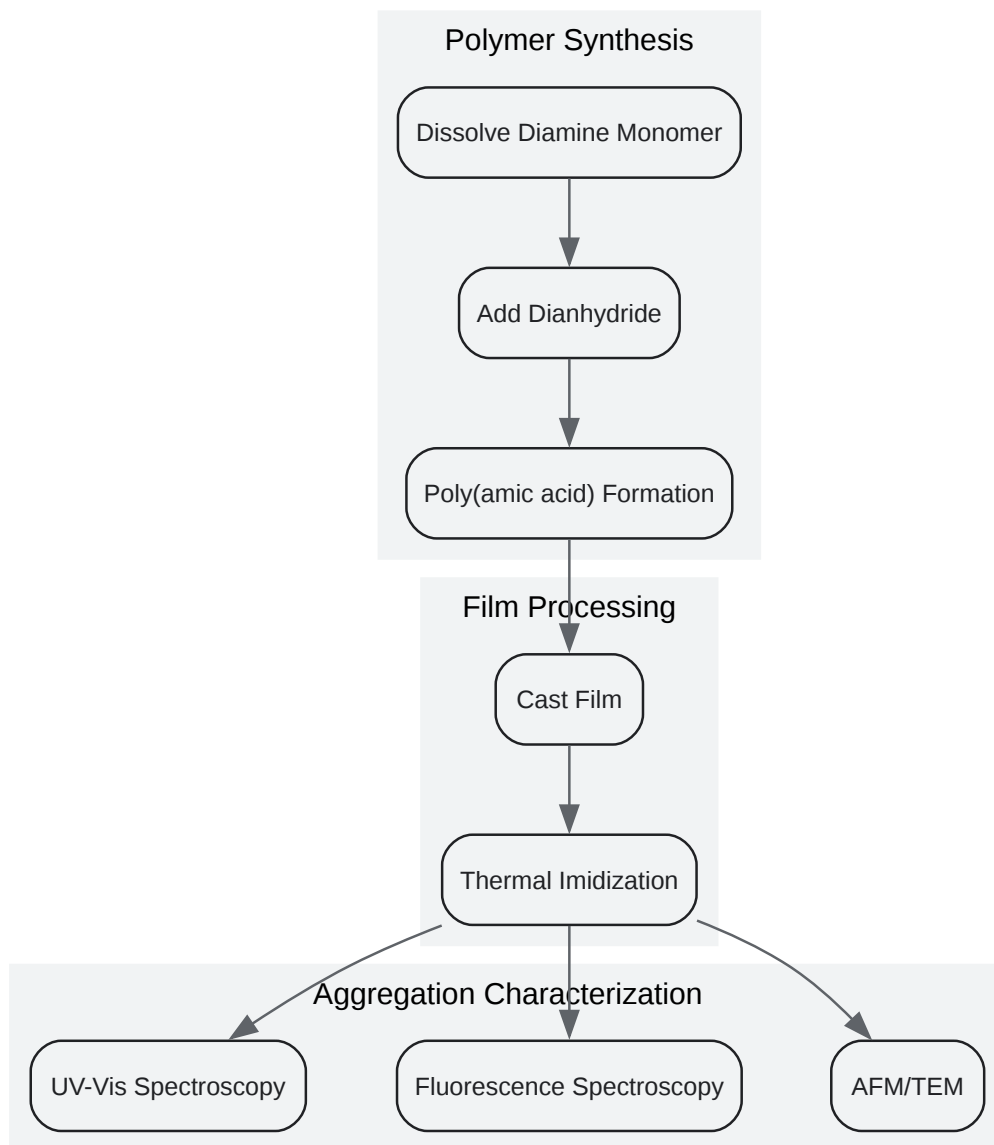 Polymer Synthesis
Dissolve Diamine Monomer
Add Dianhydride
Poly(amic acid) Formation
Film Processing
Cast Film
Thermal Imidization
Aggregation Characterization
UV-Vis Spectroscopy
Fluorescence Spectroscopy
AFM/TEM